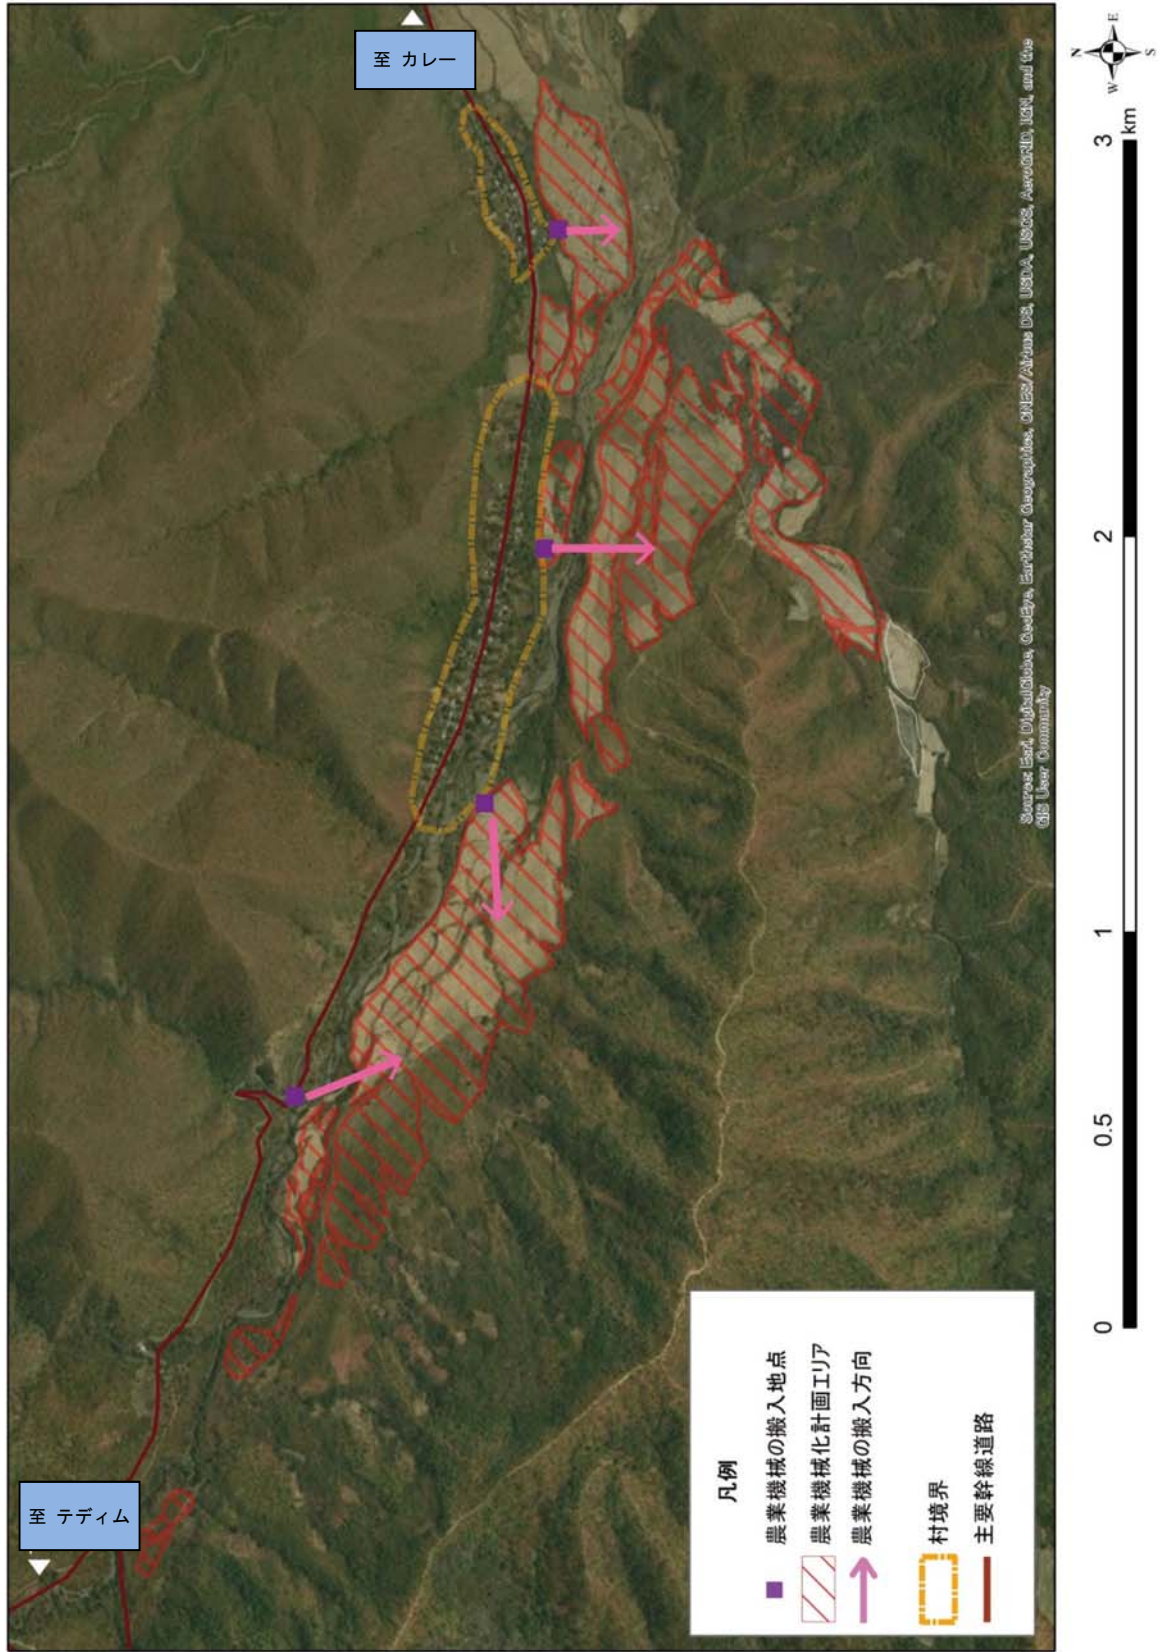 至 カレー
至 テディム
凡例
農業機械の搬入地点
農業機械化計画エリア
農業機械の搬入方向
村境界
主要幹線道路
Source: Esri, DigitalGlobe, GeoEye, Earthstar Geographics, CNES/Airbus DS, USDA, USGS, AeroGRID, IGN, and the
GIS User Community
N
E
W
S
0
0.5
1
2
3
km